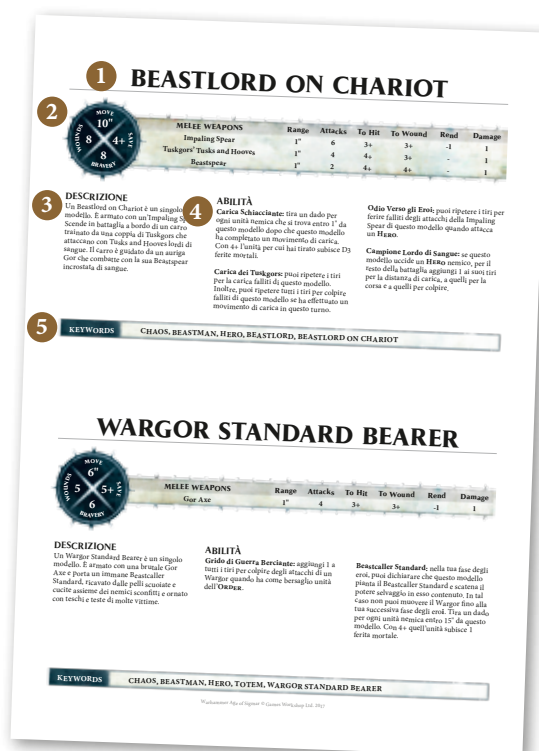 1
BEASTLORD ON CHARIOT
2
MOVE
10"
WOUNDS
8
4+
SAVE
8
BRAVERY
MELEE WEAPONS Range Attacks To Hit To Wound Rend Damage
Impaling Spear 1" 6 3+ 3+ -1 1
Tuskgors' Tusks and Hooves 1" 4 4+ 3+ - 1
Beastspear 1" 2 4+ 4+ - 1
3
DESCRIZIONE
Un Beastlord on Chariot è un singolo
modello. È armato con un'Impaling
Scende in battaglia a bordo di un carro
trainato da una coppia di Tuskgors che
attaccano con Tusks and Hooves lordi di
sangue. Il carro è guidato da un auriga
Gor che combatte con la sua Beastspear
incrostata di sangue.
4
ABILITÀ
Carica Schiacciante: tira un dado per
ogni unità nemica che si trova entro 1" da
questo modello dopo che questo modello
ha completato un movimento di carica.
Con 4+ l'unità per cui hai tirato subisce D3
ferite mortali.
Carica dei Tuskgors: puoi ripetere i tiri
per la carica falliti di questo modello.
Inoltre, puoi ripetere tutti i tiri per colpire
falliti di questo modello se ha effettuato un
movimento di carica in questo turno.
Odio Verso gli Eroi: puoi ripetere i tiri per
ferire falliti degli attacchi della Impaling
Spear di questo modello quando attacca
un HERO.
Campione Lordo di Sangue: se questo
modello uccide un HERO nemico, per il
resto della battaglia aggiungi 1 ai suoi tiri
per la distanza di carica, a quelli per la
corsa e a quelli per colpire.
5
KEYWORDS CHAOS, BEASTMAN, HERO, BEASTLORD, BEASTLORD ON CHARIOT
WARGOR STANDARD BEARER
MOVE
6"
WOUNDS
5
5+
SAVE
6
BRAVERY
MELEE WEAPONS Range Attacks To Hit To Wound Rend Damage
Gor Axe 1" 4 3+ 3+ -1 1
DESCRIZIONE
Un Wargor Standard Bearer è un singolo
modello. È armato con una brutale Gor
Axe e porta un immane Beastcaller
Standard, ricavato dalle pelli scuoiate e
cucite assieme dei nemici sconfitti e ornato
con teschi e teste di molte vittime.
ABILITÀ
Grido di Guerra Berciante: aggiungi 1 a
tutti i tiri per colpire degli attacchi di un
Wargor quando ha come bersaglio unità
dell'ORDER.
Beastcaller Standard: nella tua fase degli
eroi, puoi dichiarare che questo modello
pianta il Beastcaller Standard e scatena il
potere selvaggio in esso contenuto. In tal
caso non puoi muovere il Wargor fino alla
tua successiva fase degli eroi. Tira un dado
per ogni unità nemica entro 15" da questo
modello. Con 4+ quell'unità subisce 1
ferita mortale.
KEYWORDS CHAOS, BEASTMAN, HERO, TOTEM, WARGOR STANDARD BEARER
Warhammer: Age of Sigmar © Games Workshop Ltd. 2017